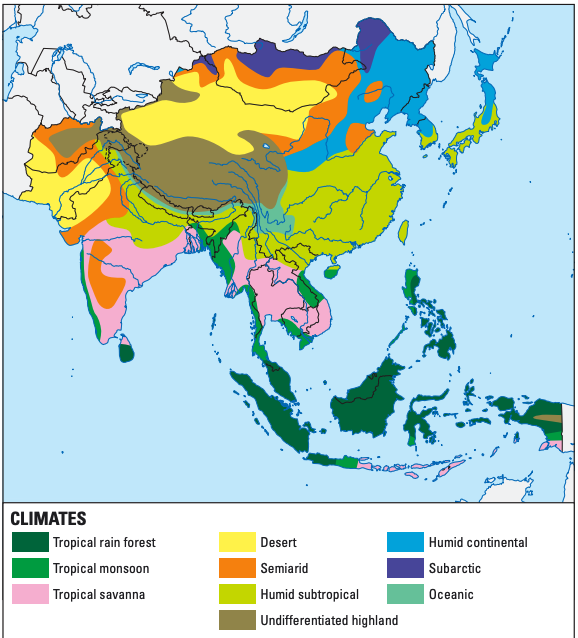 CLIMATES
Tropical rain forest
Tropical monsoon
Tropical savanna
Desert
Semiarid
Humid subtropical
Undifferentiated highland
Humid continental
Subarctic
Oceanic